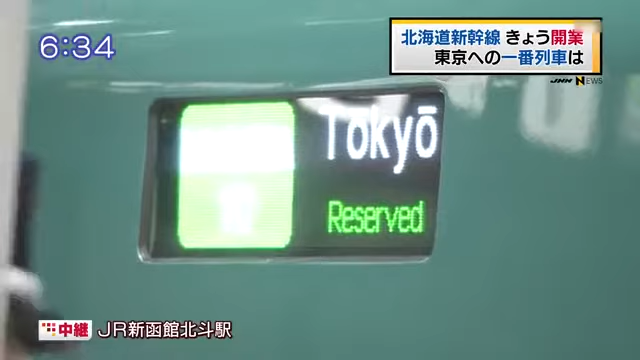 6:34
北海道新幹線 きょう開業
東京への一番列車は
JNN NEWS
Tokyō
Reserved
中継 JR新函館北斗駅